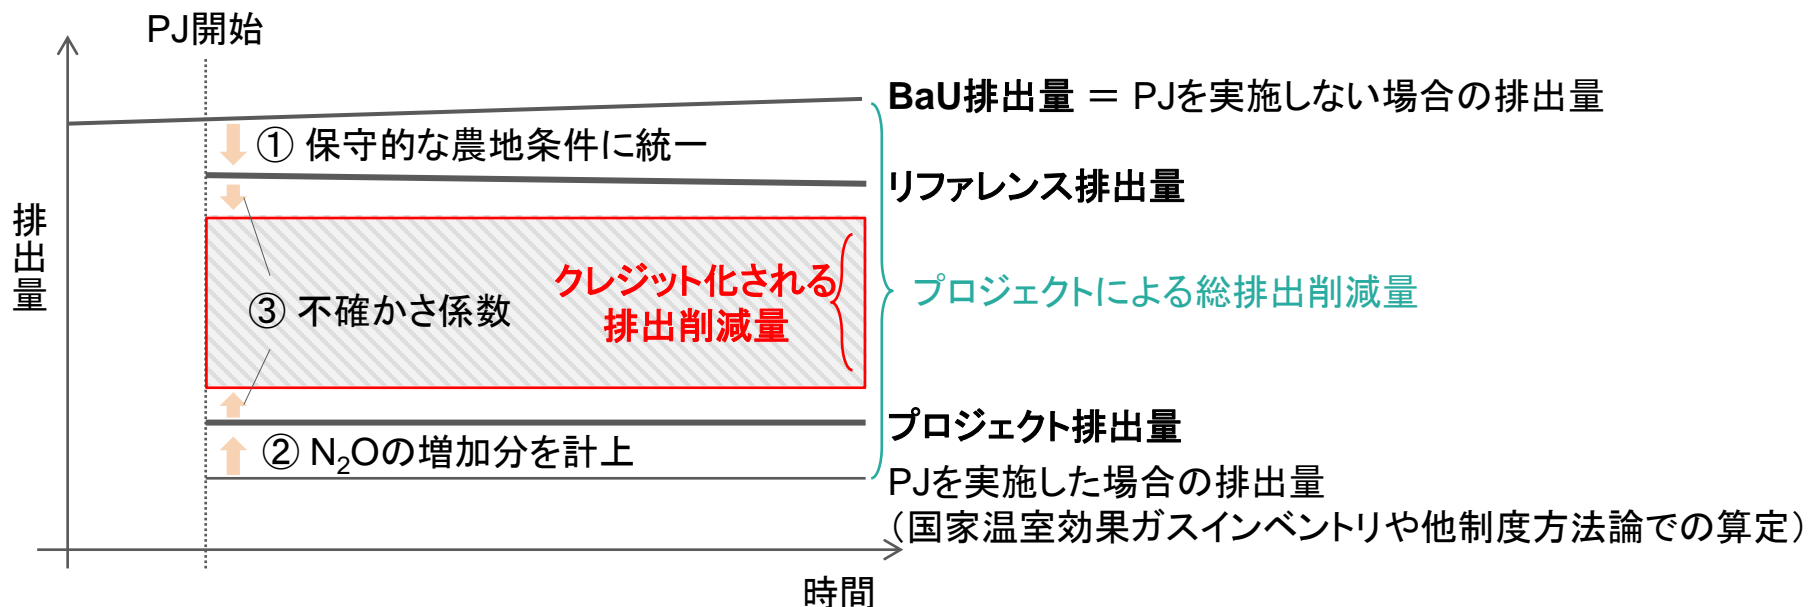 PJ開始
BaU排出量 ＝ PJを実施しない場合の排出量
① 保守的な農地条件に統一
リファレンス排出量
排出量
クレジット化される
排出削減量
③ 不確かさ係数
プロジェクトによる総排出削減量
プロジェクト排出量
② N₂Oの増加分を計上
PJを実施した場合の排出量
（国家温室効果ガスインベントリや他制度方法論での算定）
時間